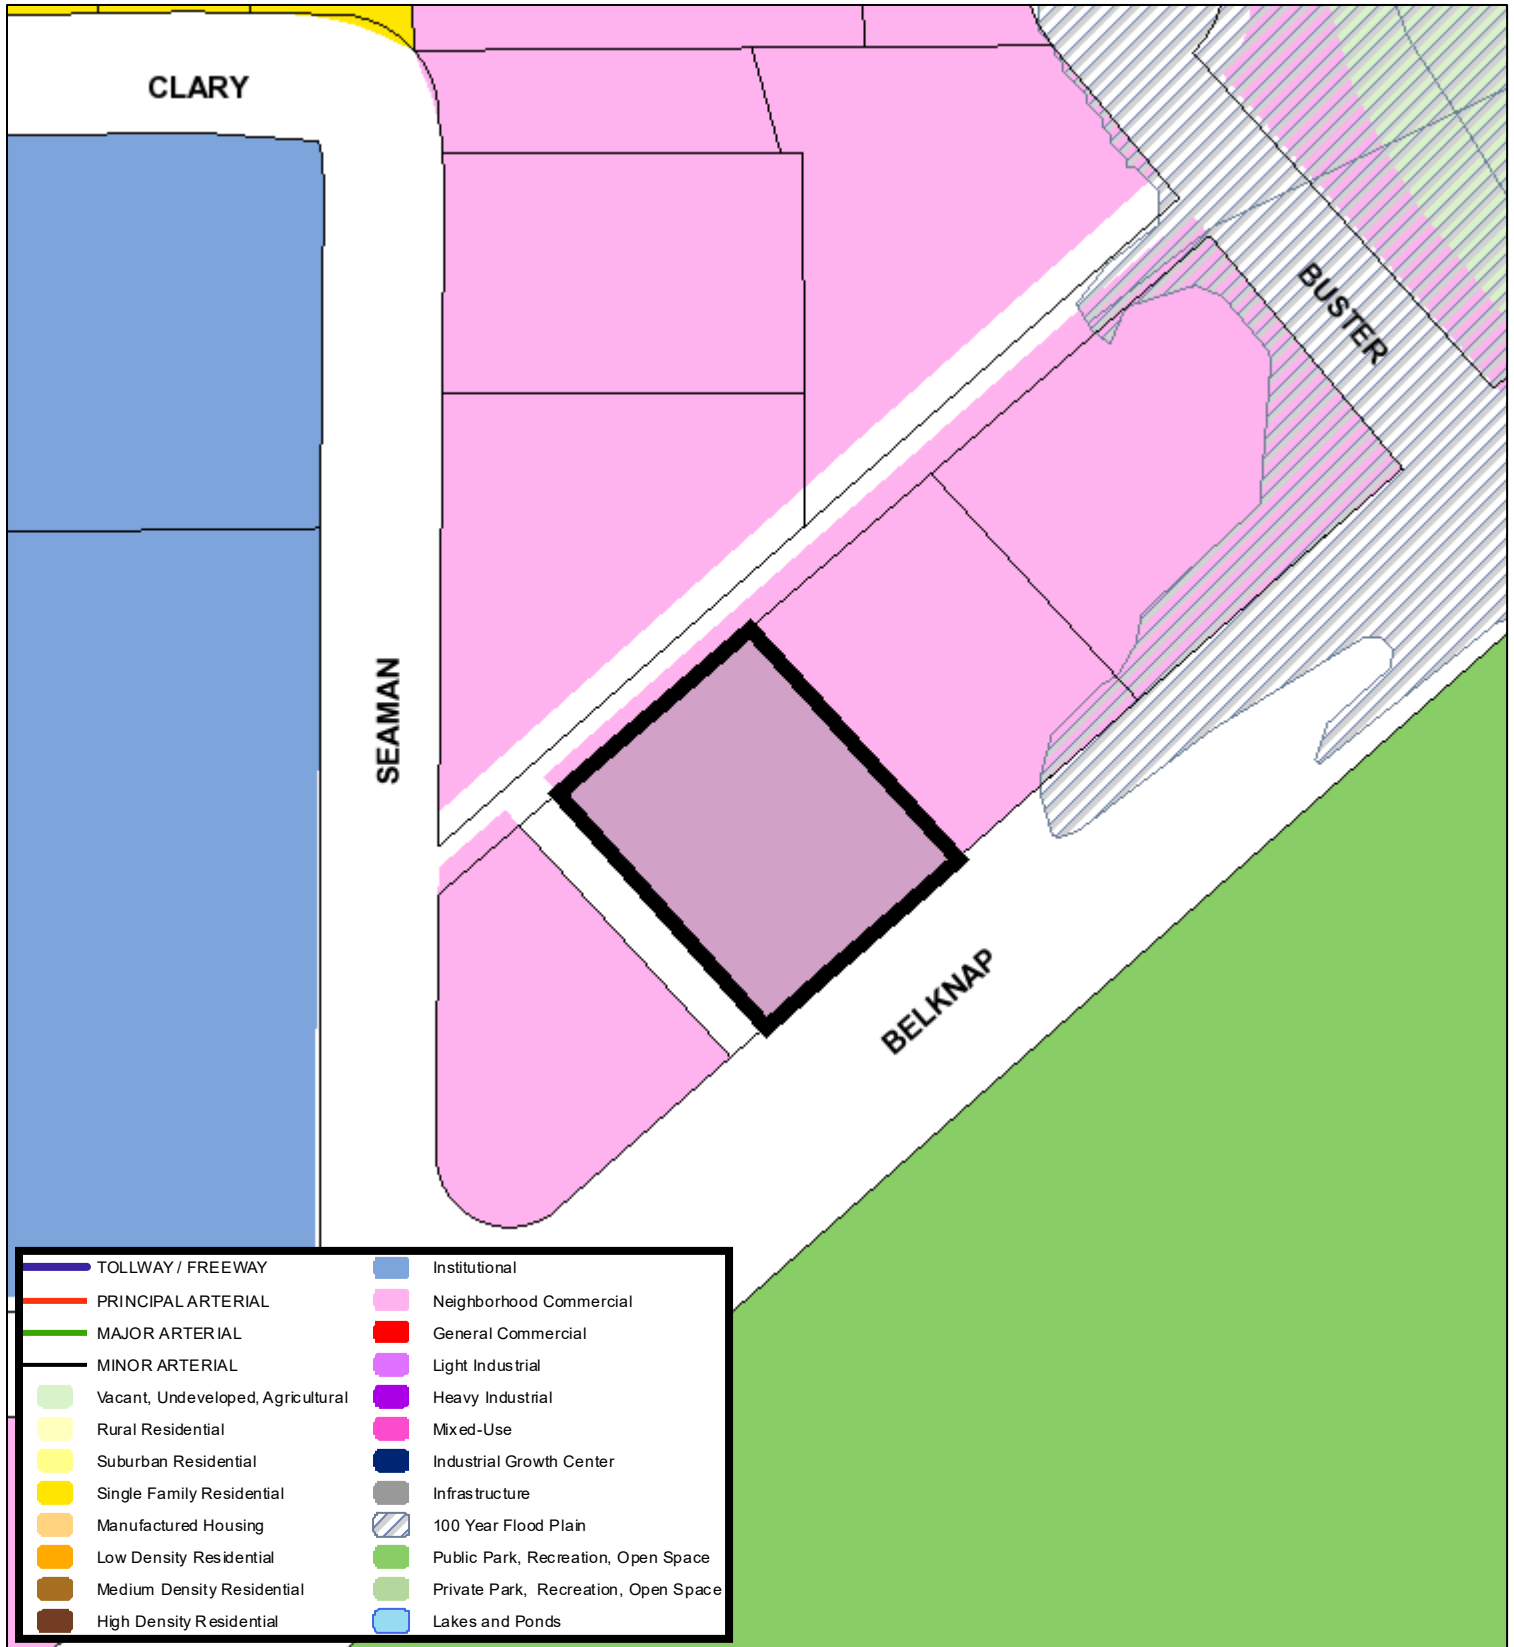 CLARY
BUSTER
SEAMAN
BELKNAP
TOLLWAY / FREEWAY
PRINCIPAL ARTERIAL
MAJOR ARTERIAL
MINOR ARTERIAL
Vacant, Undeveloped, Agricultural
Rural Residential
Suburban Residential
Single Family Residential
Manufactured Housing
Low Density Residential
Medium Density Residential
High Density Residential
Institutional
Neighborhood Commercial
General Commercial
Light Industrial
Heavy Industrial
Mixed-Use
Industrial Growth Center
Infrastructure
100 Year Flood Plain
Public Park, Recreation, Open Space
Private Park, Recreation, Open Space
Lakes and Ponds